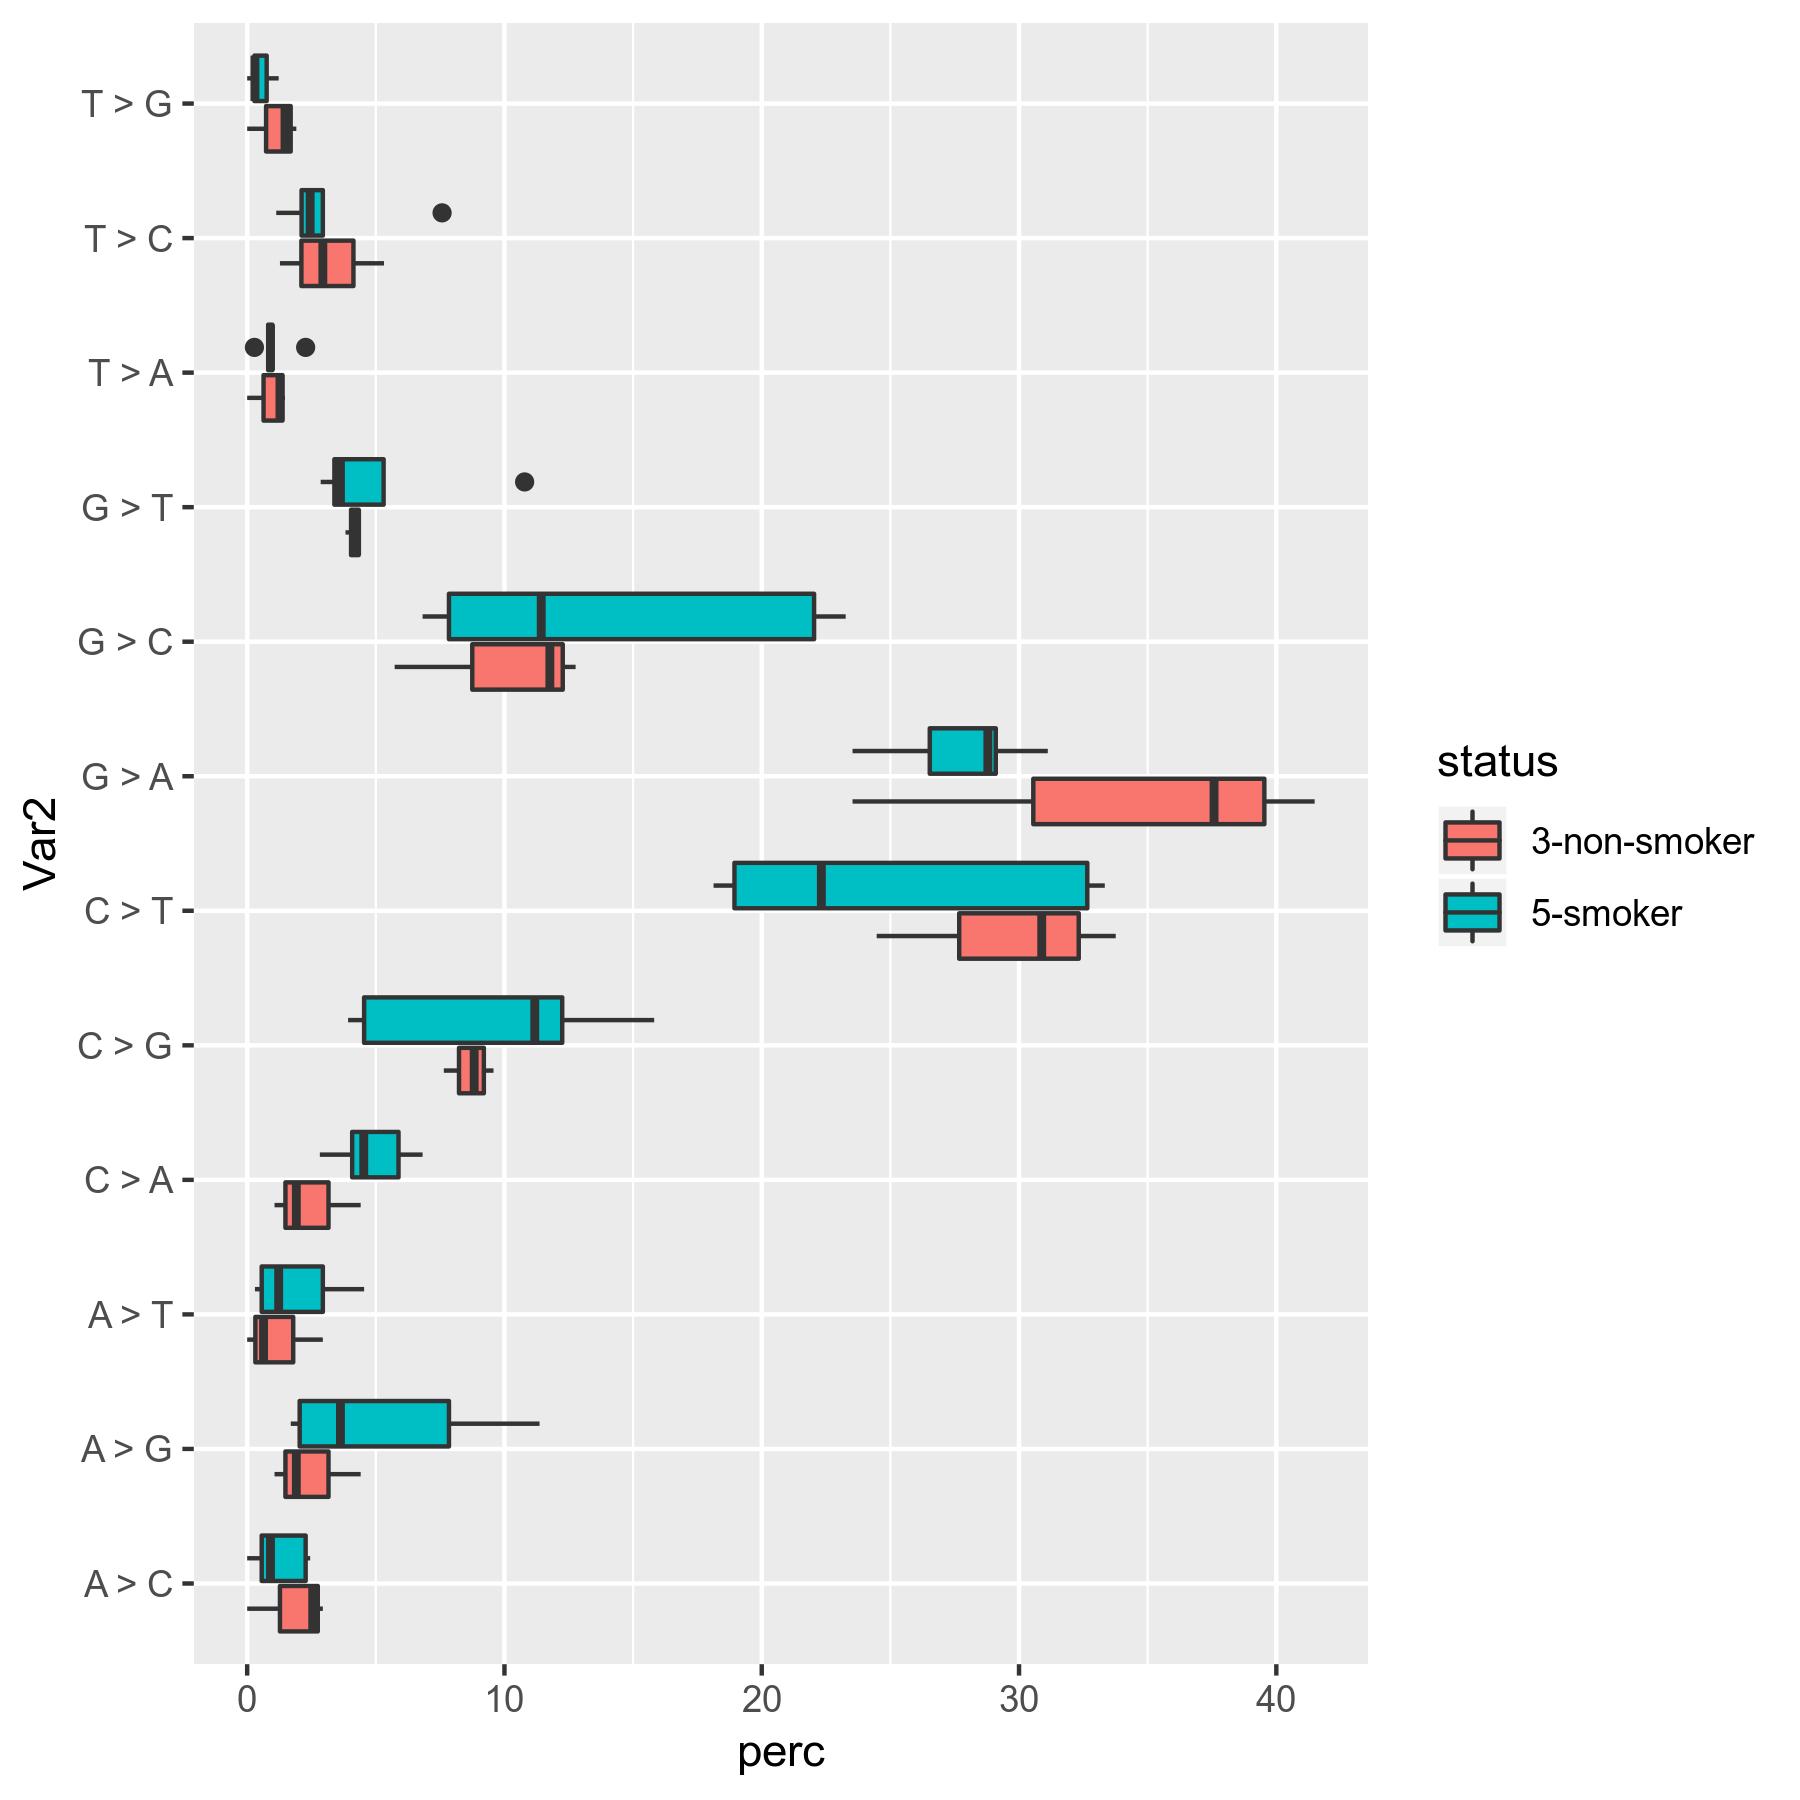 T > G
T > C
T > A
G > T
G > C
G > A
C > T
C > G
C > A
A > T
A > G
A > C
Var2
0 10 20 30 40
perc
status
3-non-smoker
5-smoker